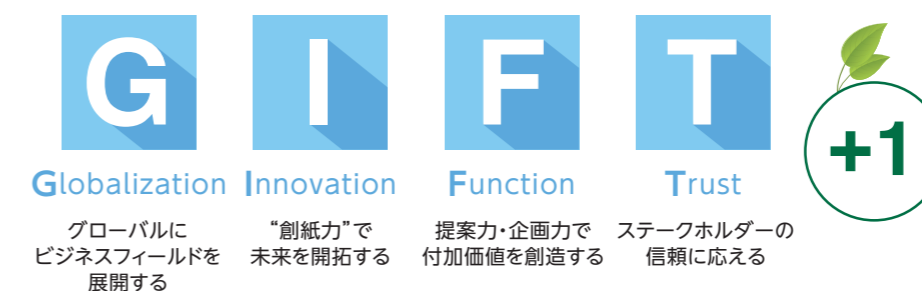 G
Globalization
グローバルに
ビジネスフィールドを
展開する
I
Innovation
“創紙力”で
未来を開拓する
F
Function
提案力・企画力で
付加価値を創造する
T
Trust
ステークホルダーの
信頼に応える
+1